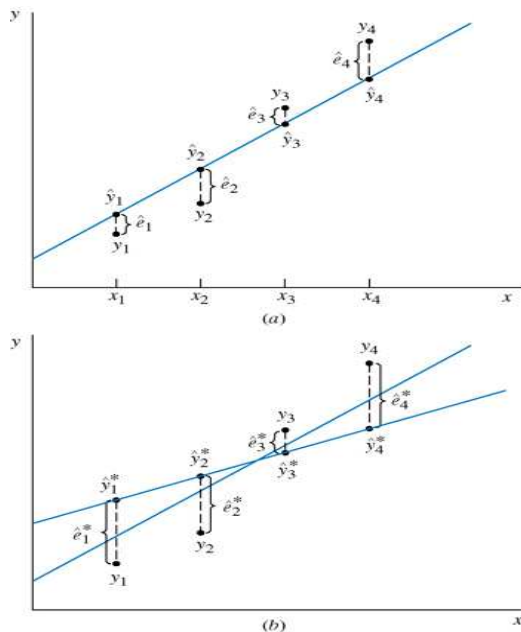 y
y₄
ê₄
ŷ₄
y₃
ê₃
ŷ₃
ŷ₂
ê₂
y₂
ŷ₁
ê₁
y₁
x₁ x₂ x₃ x₄ x
(a)
y
y₄
ê₄*
ŷ₄*
y₃
ê₃*
ŷ₃*
ŷ₂*
ê₂*
y₂
ŷ₁*
ê₁*
y₁
x
(b)